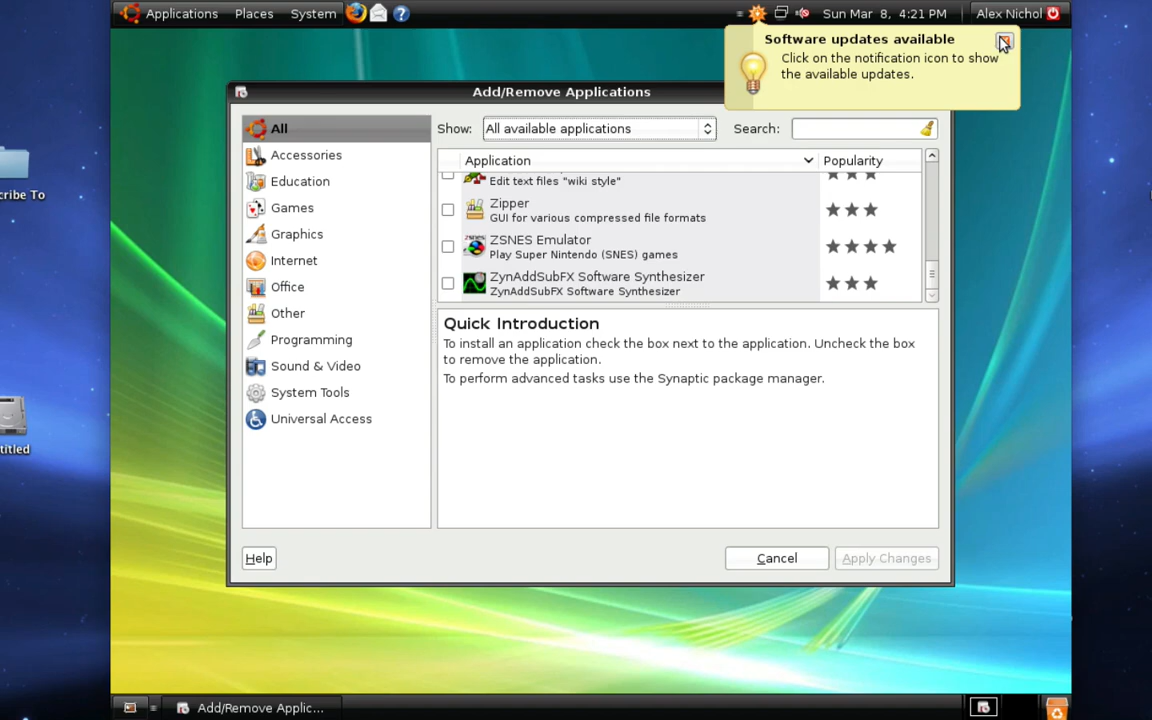 Applications Places System
Sun Mar 8, 4:21 PM
Alex Nichol
Software updates available
Click on the notification icon to show
the available updates.
Add/Remove Applications
All
Accessories
Education
Games
Graphics
Internet
Office
Other
Programming
Sound & Video
System Tools
Universal Access
Show:
All available applications
Search:
Application
Popularity
Edit text files "wiki style"
Zipper
GUI for various compressed file formats
ZSNES Emulator
Play Super Nintendo (SNES) games
ZynAddSubFX Software Synthesizer
ZynAddSubFX Software Synthesizer
Quick Introduction
To install an application check the box next to the application. Uncheck the box
to remove the application.
To perform advanced tasks use the Synaptic package manager.
Help
Cancel
Apply Changes
cribe To
titled
Add/Remove Applic...